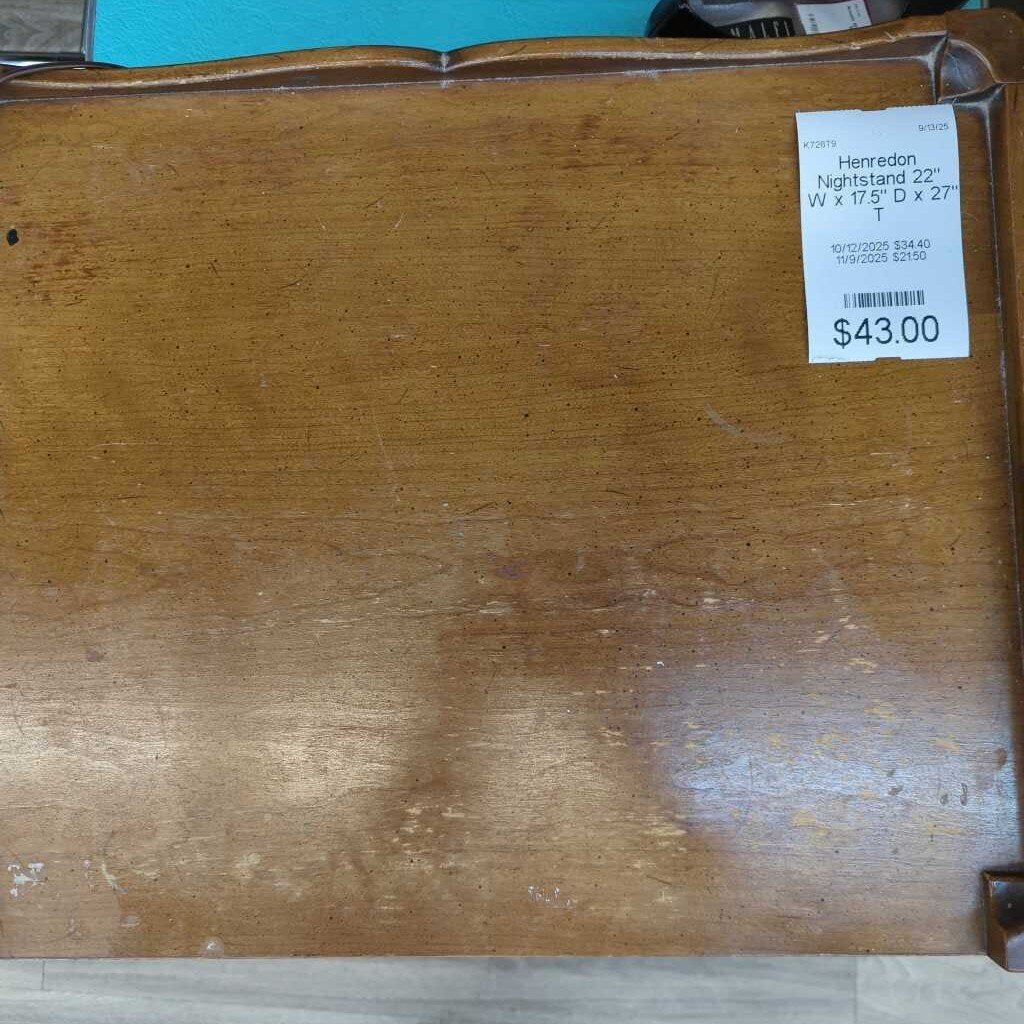 9/13/25
K726T9
Henredon
Nightstand 22"
W x 17.5" D x 27"
T
10/12/2025 $34.40
11/9/2025 $21.50
$43.00